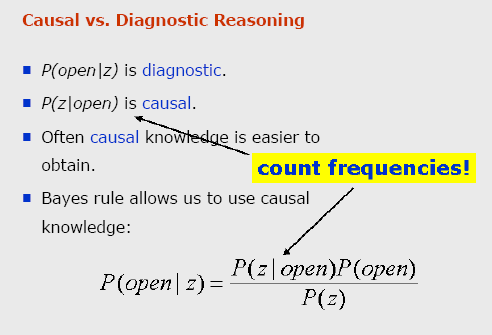 Causal vs. Diagnostic Reasoning
P(open|z) is diagnostic.
P(z|open) is causal.
Often causal knowledge is easier to
obtain.
count frequencies!
Bayes rule allows us to use causal
knowledge:
P(open | z) = P(z | open)P(open) / P(z)